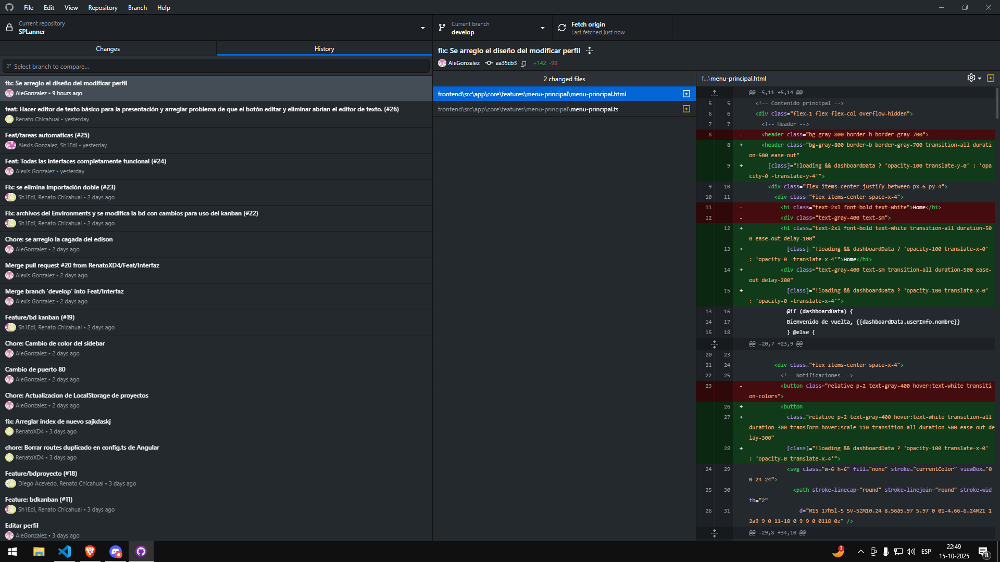 File Edit View Repository Branch Help
Current repository
SPLanner
Current branch
develop
Fetch origin
Last fetched just now
Changes
History
Select branch to compare...
fix: Se arreglo el diseño del modificar perfil
AleGonzalez • 9 hours ago
feat: Hacer editor de texto básico para la presentación y arreglar problema de que el botón editar y eliminar abrían el editor de texto. (#26)
Renato Chicahual • yesterday
Feat/tareas automaticas (#25)
Alexis Gonzalez, Sh1Edi • yesterday
Feat: Todas las interfaces completamente funcional (#24)
Alexis Gonzalez • yesterday
Fix: se elimina importación doble (#23)
Sh1Edi, Renato Chicahual • 2 days ago
Fix: archivos del Environments y se modifica la bd con cambios para uso del kanban (#22)
Sh1Edi, Renato Chicahual • 2 days ago
Chore: se arreglo la cagada del edison
AleGonzalez • 2 days ago
Merge pull request #20 from RenatoXD4/Feat/Interfaz
Alexis Gonzalez • 2 days ago
Merge branch 'develop' into Feat/Interfaz
Alexis Gonzalez • 2 days ago
Feature/bd kanban (#19)
Sh1Edi, Renato Chicahual • 2 days ago
Chore: Cambio de color del sidebar
AleGonzalez • 2 days ago
Cambio de puerto 80
AleGonzalez • 2 days ago
Chore: Actualizacion de LocalStorage de proyectos
AleGonzalez • 2 days ago
fix: Arreglar index de nuevo sajkdaskj
RenatoXD4 • 3 days ago
chore: Borrar routes duplicado en config.ts de Angular
RenatoXD4 • 3 days ago
Feature/bdproyecto (#18)
Diego Acevedo, Renato Chicahual • 3 days ago
Feature: bdkanban (#11)
Sh1Edi, Renato Chicahual • 3 days ago
Editar perfil
AleGonzalez • 3 days ago
fix: Se arreglo el diseño del modificar perfil
AleGonzalez aa35cb3 +142 -99
2 changed files
frontend\src\app\core\features\menu-principal\menu-principal.html
frontend\src\app\core\features\menu-principal\menu-principal.ts
f...\menu-principal.html
@@ -5,11 +5,14 @@
5 5 <!-- Contenido principal -->
6 6 <div class="flex-1 flex flex-col overflow-hidden">
7 7 <!-- Header -->
8 - <header class="bg-gray-800 border-b border-gray-700">
8 + <header class="bg-gray-800 border-b border-gray-700 transition-all durati
on-500 ease-out"
9 + [class]="!loading && dashboardData ? 'opacity-100 translate-y-0' : 'opa
city-0 -translate-y-4'">
9 10 <div class="flex items-center justify-between px-6 py-4">
10 11 <div class="flex items-center space-x-4">
11 - <h1 class="text-2xl font-bold text-white">Home</h1>
12 - <div class="text-gray-400 text-sm">
12 + <h1 class="text-2xl font-bold text-white transition-all duration-50
0 ease-out delay-100"
13 + [class]="!loading && dashboardData ? 'opacity-100 translate-x-0'
: 'opacity-0 -translate-x-4'">Home</h1>
14 + <div class="text-gray-400 text-sm transition-all duration-500 ease-
out delay-200"
15 + [class]="!loading && dashboardData ? 'opacity-100 translate-x-0'
: 'opacity-0 -translate-x-4'">
13 16 @if (dashboardData) {
14 17 Bienvenido de vuelta, {{dashboardData.userInfo.nombre}}
15 18 } @else {
@@ -20,7 +23,9 @@
20 23
21 24 <div class="flex items-center space-x-4">
22 25 <!-- Notificaciones -->
23 - <button class="relative p-2 text-gray-400 hover:text-white transiti
on-colors">
26 + <button
27 + class="relative p-2 text-gray-400 hover:text-white transition-all
duration-300 transform hover:scale-110 transition-all duration-500 ease-out de
lay-300"
28 + [class]="!loading && dashboardData ? 'opacity-100 translate-x-0'
: 'opacity-0 translate-x-4'">
24 29 <svg class="w-6 h-6" fill="none" stroke="currentColor" viewBox="0
0 24 24">
25 30 <path stroke-linecap="round" stroke-linejoin="round" stroke-wid
th="2"
26 31 d="M15 17h5l-5 5v-5zM10.24 8.56a5.97 5.97 0 01-4.66-6.24M21 1
2a9 9 0 11-18 0 9 9 0 0118 0z" />
@@ -29,8 +34,10 @@
3
ESP
22:49
15-10-2025
8